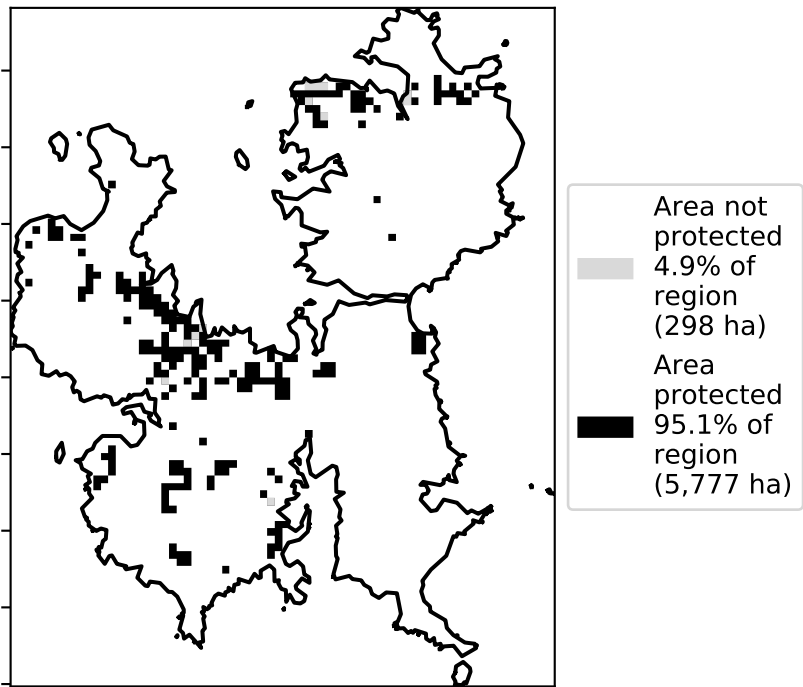 Area not
protected
4.9% of
region
(298 ha)
Area
protected
95.1% of
region
(5,777 ha)